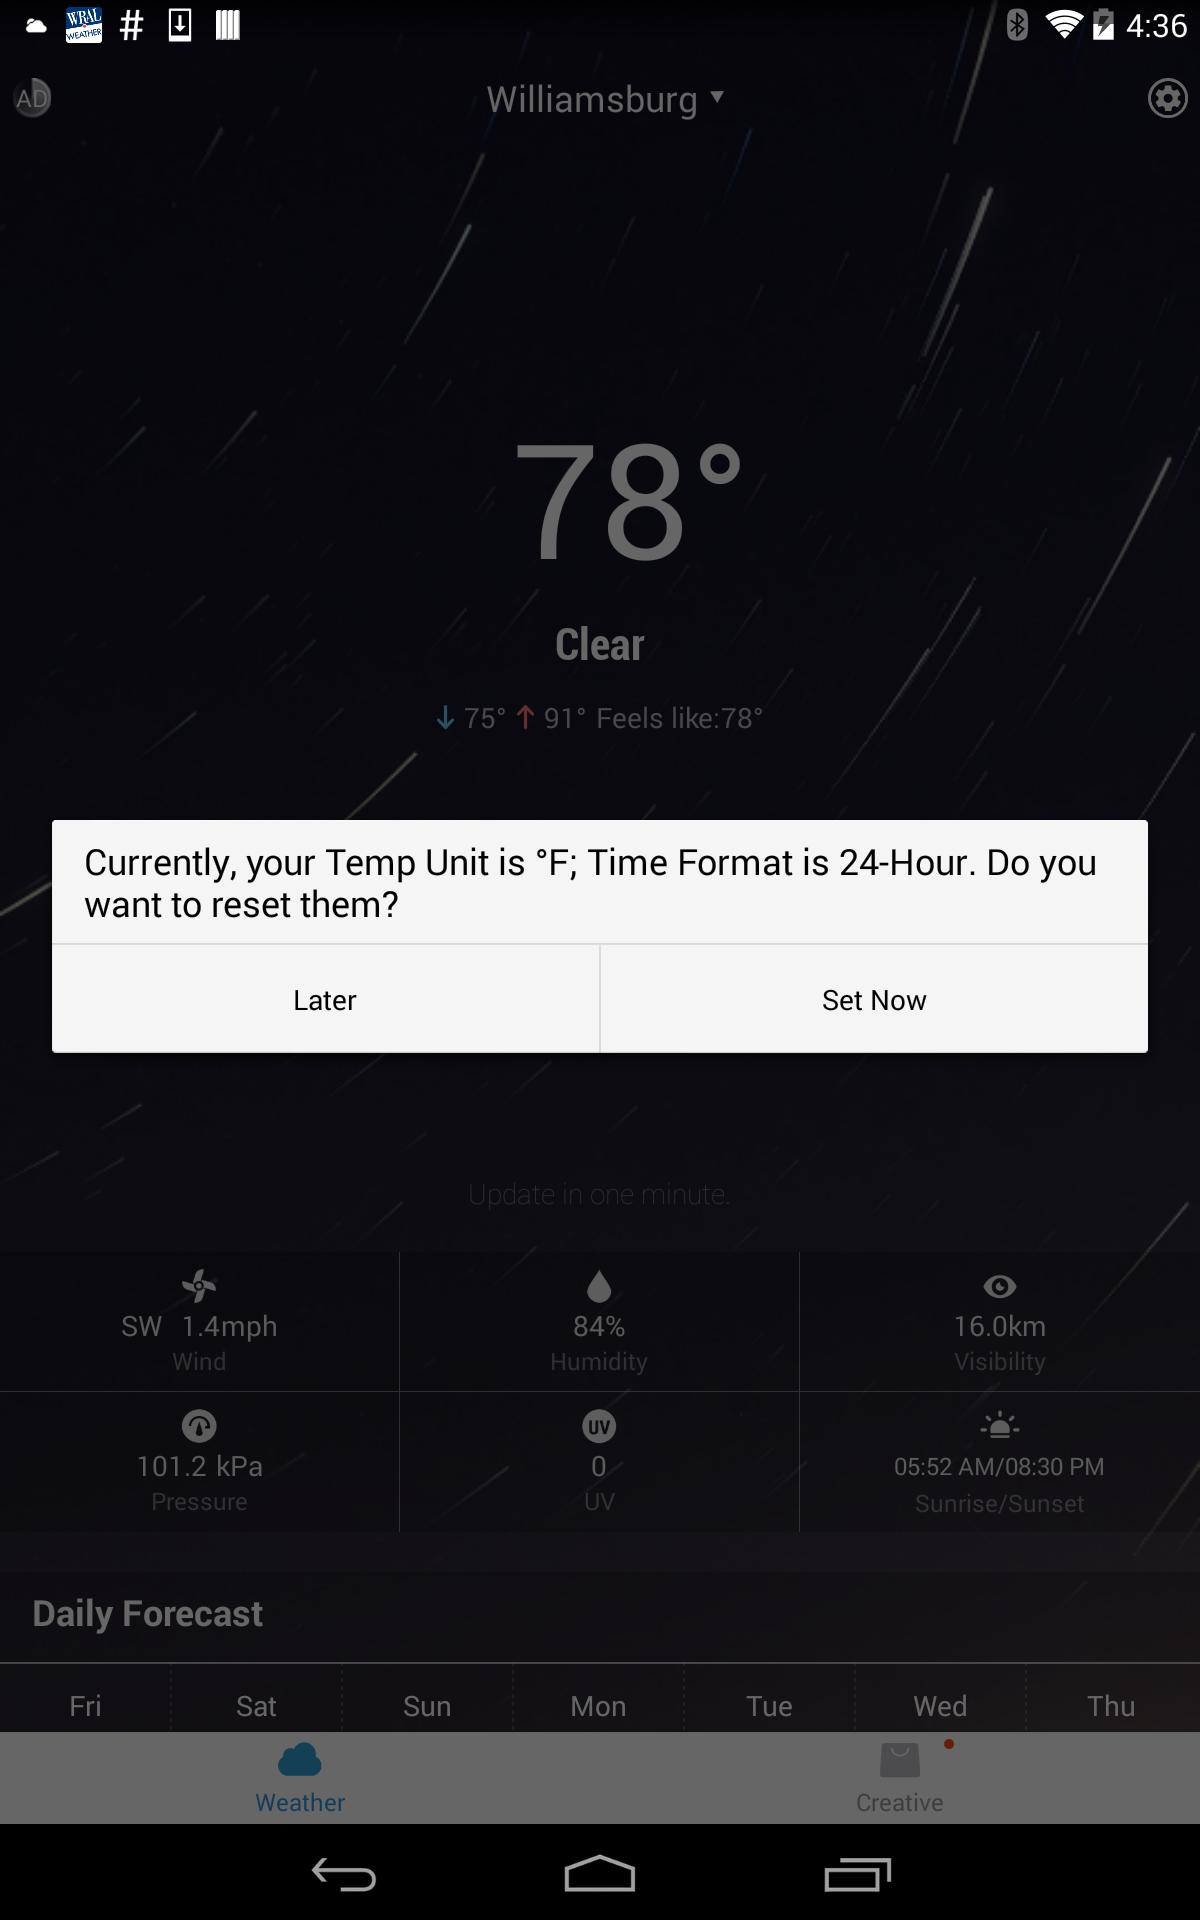 WRAL
WEATHER
#
4:36
AD
Williamsburg
78°
Clear
↓ 75° ↑ 91° Feels like:78°
Currently, your Temp Unit is °F; Time Format is 24-Hour. Do you
want to reset them?
Later
Set Now
Update in one minute.
SW 1.4mph
Wind
84%
Humidity
16.0km
Visibility
101.2 kPa
Pressure
UV
0
UV
05:52 AM/08:30 PM
Sunrise/Sunset
Daily Forecast
Fri Sat Sun Mon Tue Wed Thu
Weather
Creative